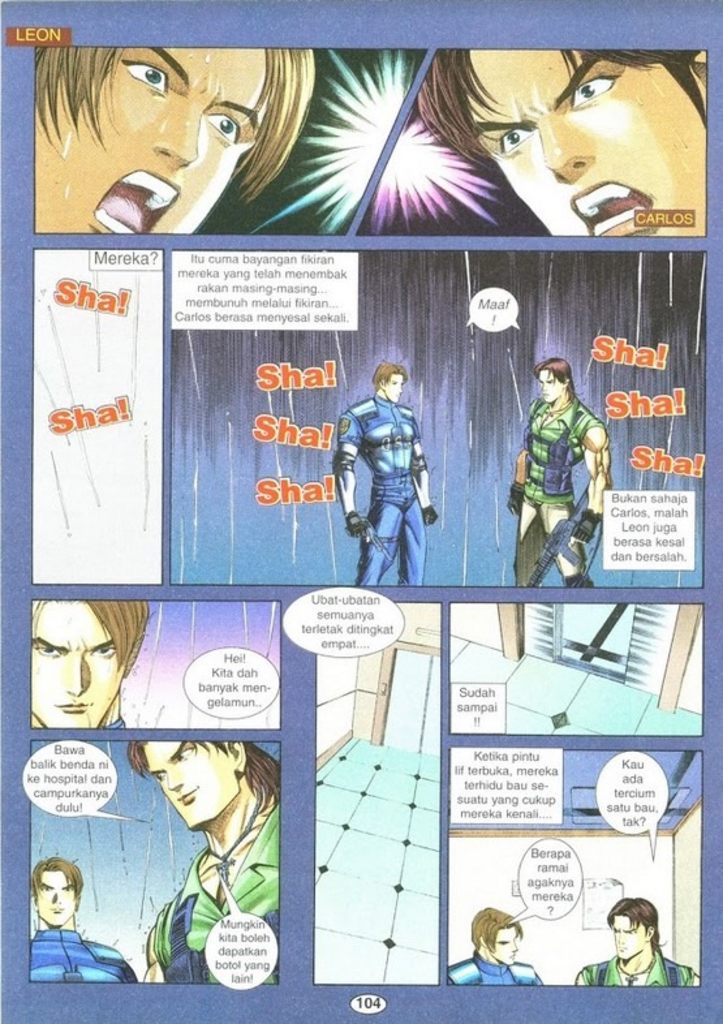 LEON
CARLOS
Mereka?
Sha!
Sha!
Itu cuma bayangan fikiran
mereka yang telah menembak
rakan masing-masing...
membunuh melalui fikiran...
Carlos berasa menyesal sekali.
Maaf
!
Sha!
Sha!
Sha!
Sha!
Sha!
Sha!
Bukan sahaja
Carlos, malah
Leon juga
berasa kesal
dan bersalah.
Hei!
Kita dah
banyak men-
gelamun..
Bawa
balik benda ni
ke hospital dan
campurkanya
dulu!
Mungkin
kita boleh
dapatkan
botol yang
lain!
Ubat-ubatan
semuanya
terletak ditingkat
empat....
Sudah
sampai
!!
Ketika pintu
lif terbuka, mereka
terhidu bau se-
suatu yang cukup
mereka kenali....
Kau
ada
tercium
satu bau,
tak?
Berapa
ramai
agaknya
mereka
?
104